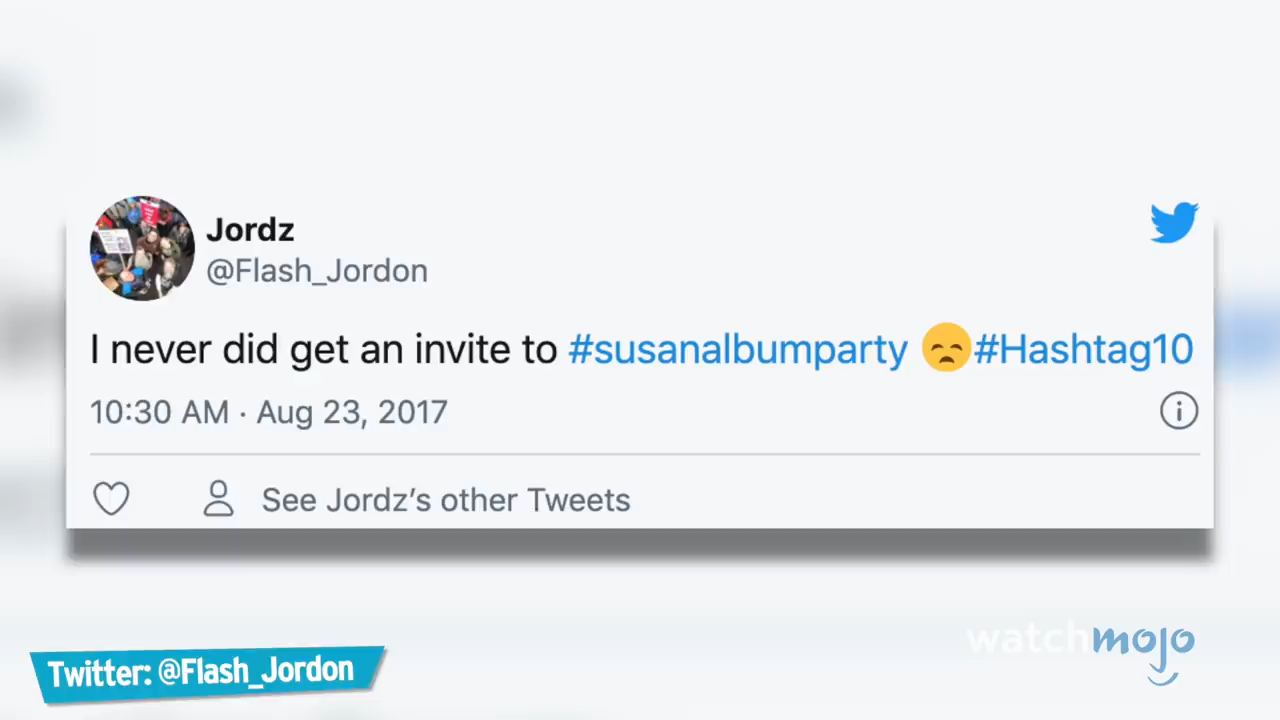 Jordz
@Flash_Jordon
I never did get an invite to #susanalbumparty 😞#Hashtag10
10:30 AM · Aug 23, 2017
See Jordz’s other Tweets
watchmojo
Twitter: @Flash_Jordon